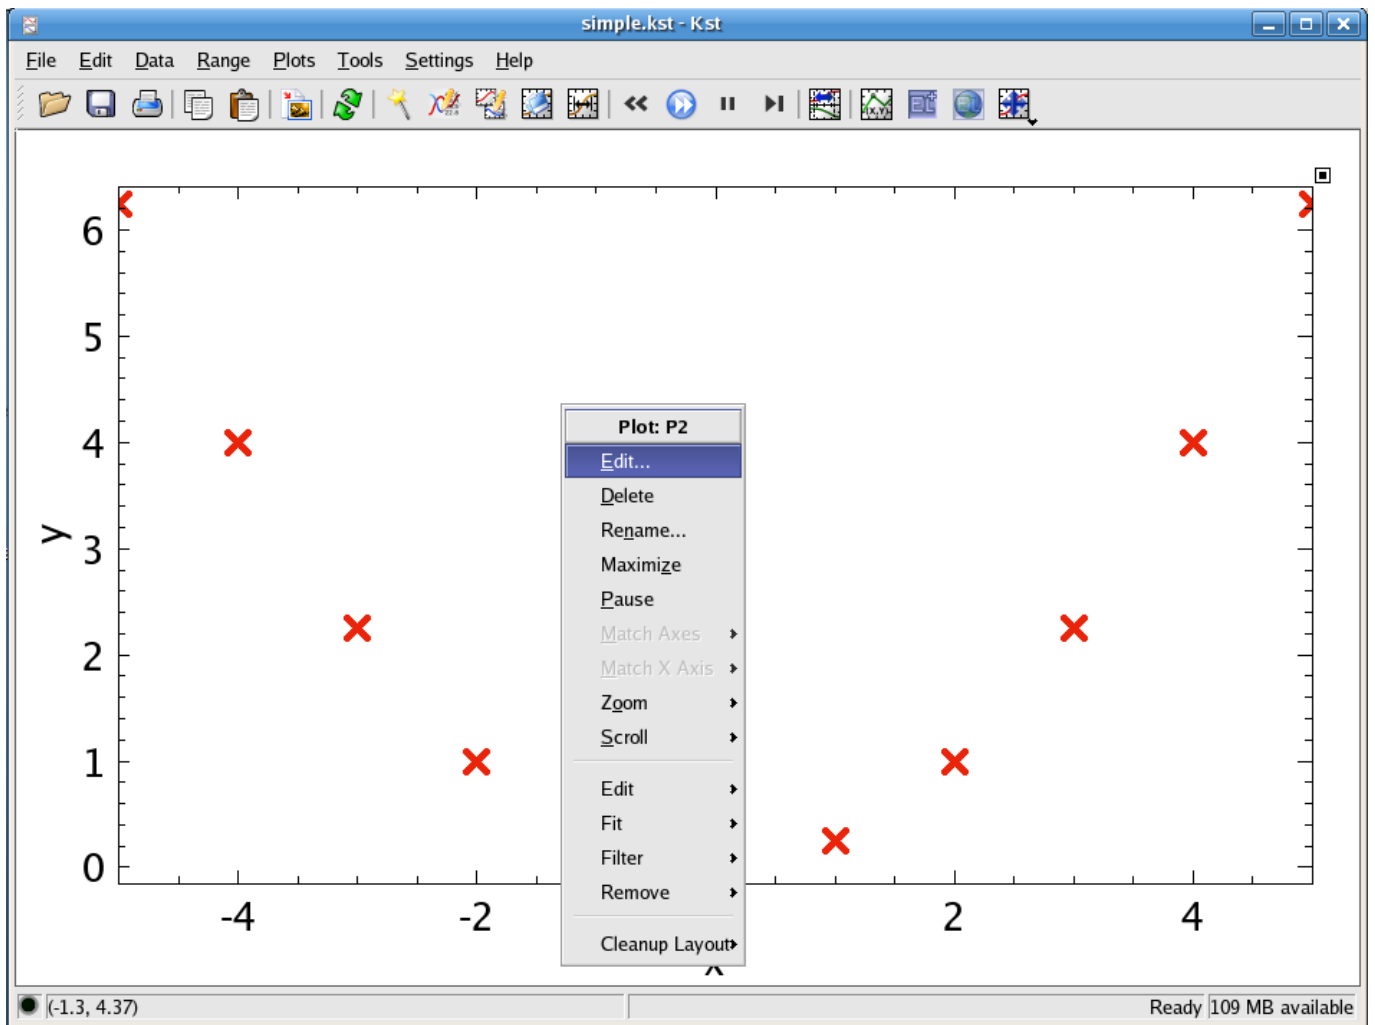 simple.kst - Kst
File Edit Data Range Plots Tools Settings Help
6
5
4
3
2
1
0
y
-4 -2 2 4
Plot: P2
Edit...
Delete
Rename...
Maximize
Pause
Match Axes
Match X Axis
Zoom
Scroll
Edit
Fit
Filter
Remove
Cleanup Layout
(-1.3, 4.37) Ready 109 MB available